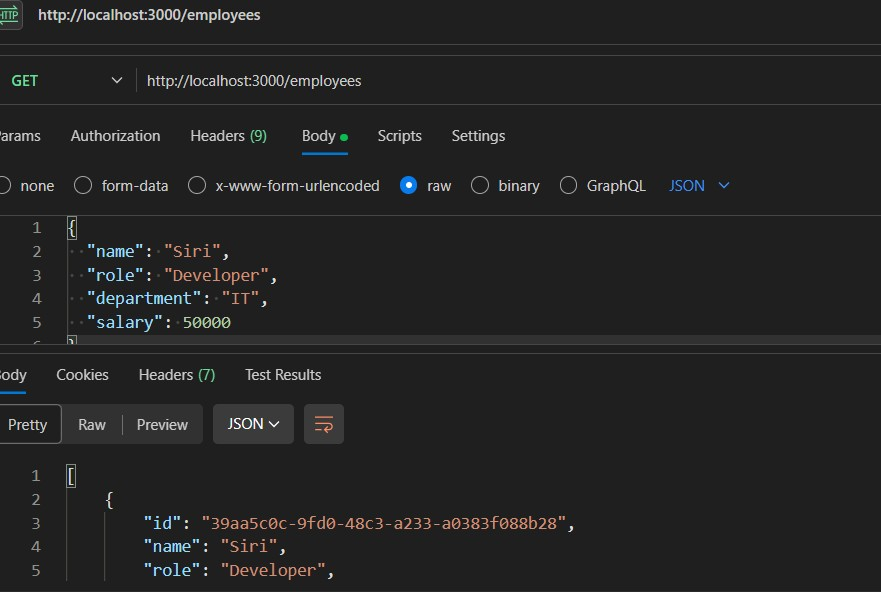 HTTP http://localhost:3000/employees
GET http://localhost:3000/employees
arams Authorization Headers (9) Body Scripts Settings
none form-data x-www-form-urlencoded raw binary GraphQL JSON
1 {
2 "name": "Siri",
3 "role": "Developer",
4 "department": "IT",
5 "salary": 50000
6 }
ody Cookies Headers (7) Test Results
Pretty Raw Preview JSON
1 [
2 {
3 "id": "39aa5c0c-9fd0-48c3-a233-a0383f088b28",
4 "name": "Siri",
5 "role": "Developer",